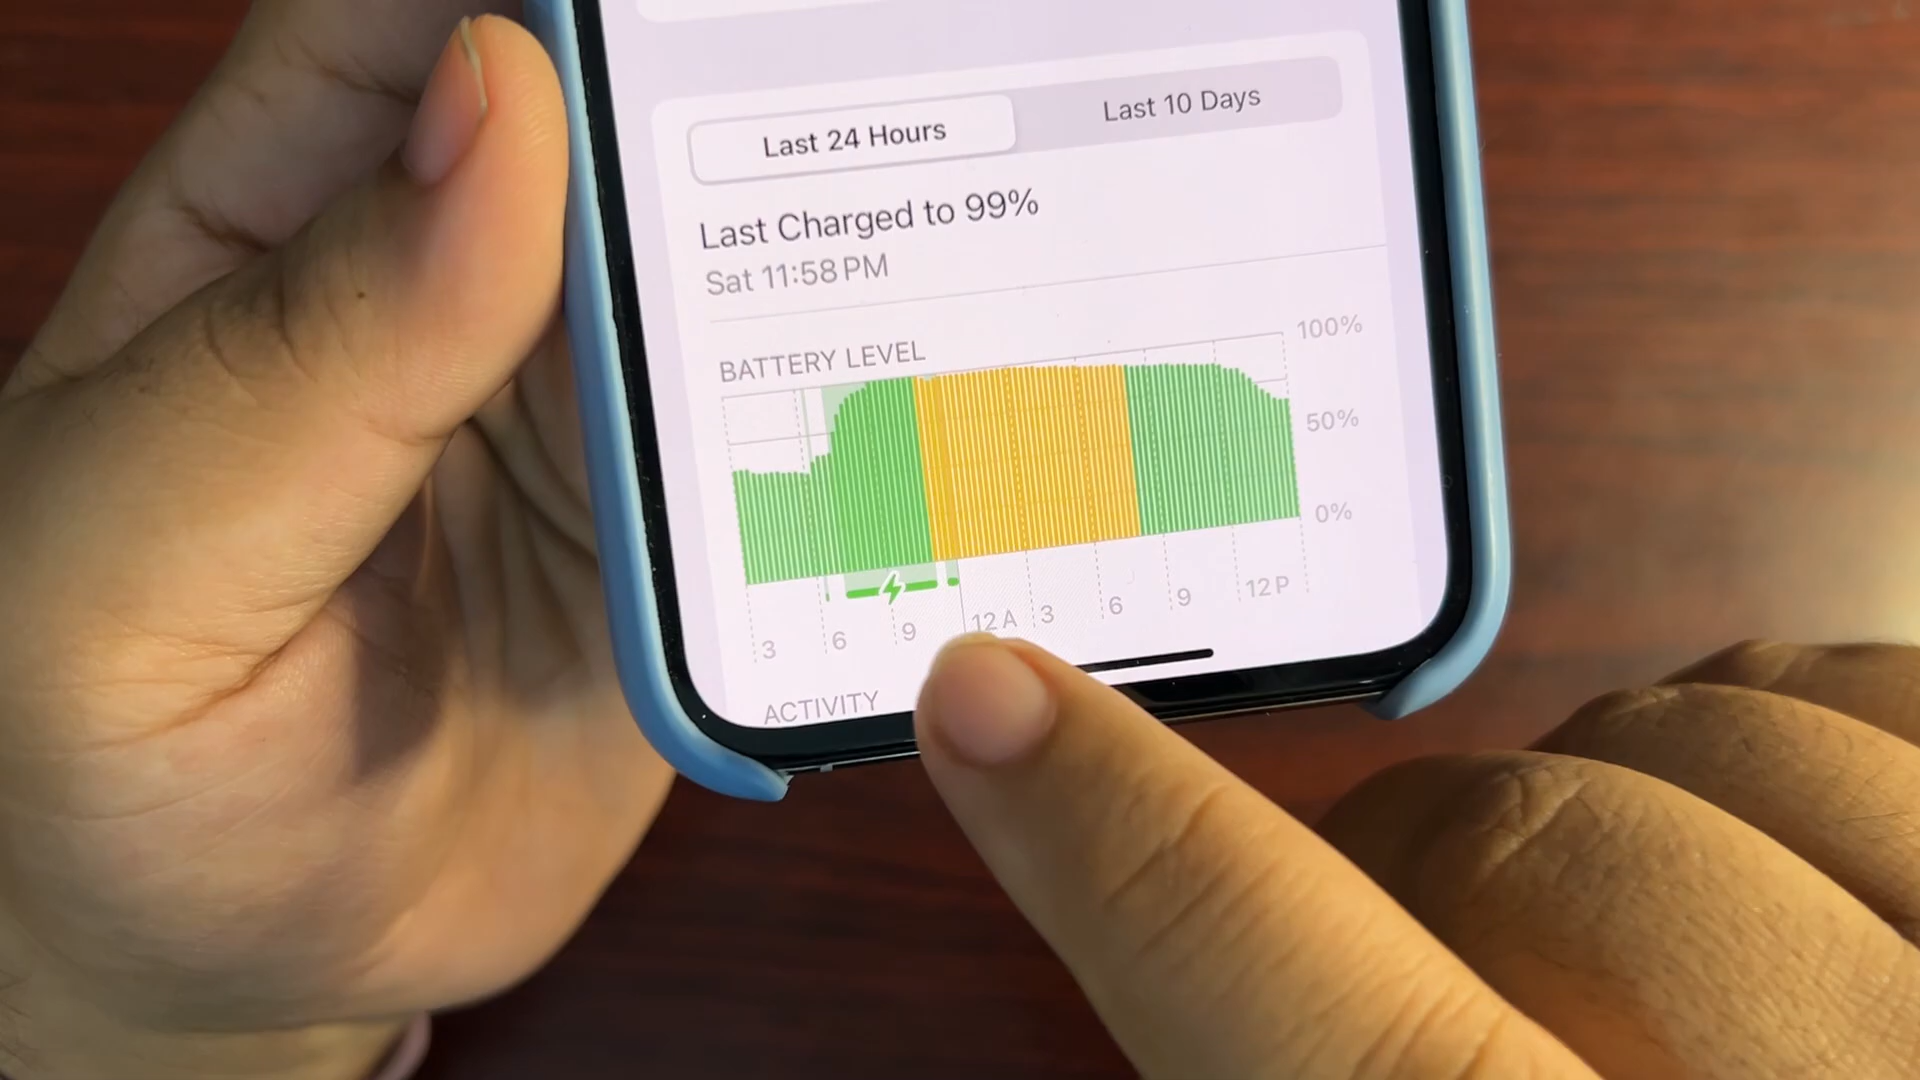 Last 24 Hours Last 10 Days
Last Charged to 99%
Sat 11:58 PM
BATTERY LEVEL
100%
50%
0%
3 6 9 12 A 3 6 9 12 P
ACTIVITY